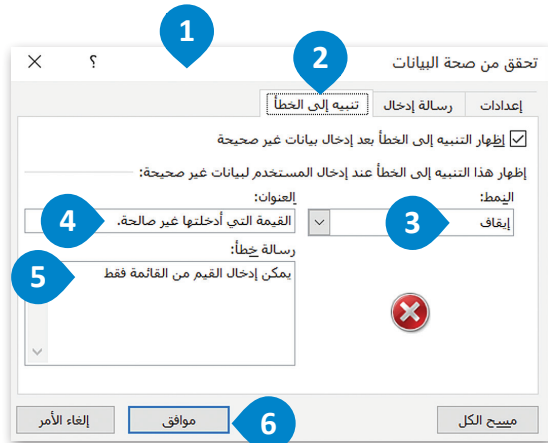 1
2
تحقق من صحة البيانات ؟ ×
إعدادات رسالة إدخال تنبيه إلى الخطأ
إظهار التنبيه إلى الخطأ بعد إدخال بيانات غير صحيحة
إظهار هذا التنبيه إلى الخطأ عند إدخال المستخدم لبيانات غير صحيحة:
النمط: العنوان:
إيقاف 3 القيمة التي أدخلتها غير صالحة. 4
رسالة خطأ:
يمكن إدخال القيم من القائمة فقط 5
مسح الكل موافق إلغاء الأمر
6